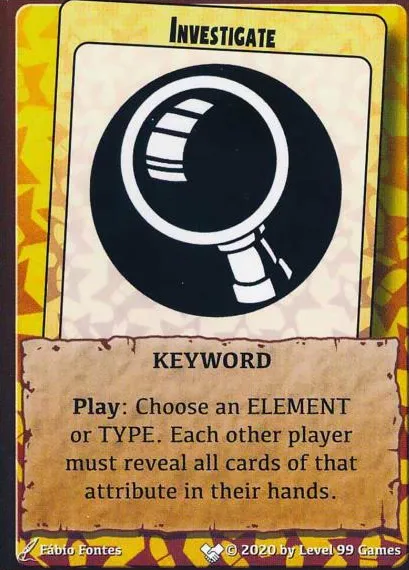 INVESTIGATE
KEYWORD
Play: Choose an ELEMENT
or TYPE. Each other player
must reveal all cards of that
attribute in their hands.
Fábio Fontes
© 2020 by Level 99 Games